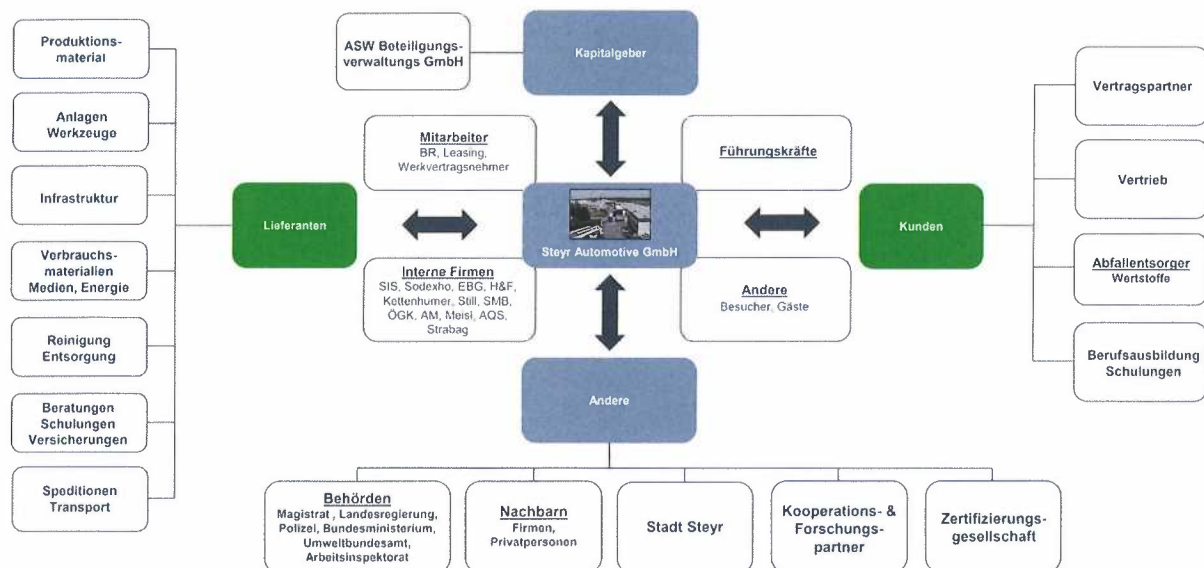 Produktions-
material
Anlagen
Werkzeuge
Infrastruktur
Verbrauchs-
materialien
Medien, Energie
Reinigung
Entsorgung
Beratungen
Schulungen
Versicherungen
Speditionen
Transport
Lieferanten
ASW Beteiligungs-
verwaltungs GmbH
Kapitalgeber
Mitarbeiter
BR, Leasing,
Werkvertragsnehmer
Führungskräfte
Steyr Automotive GmbH
Interne Firmen
SIS, Sodexho, EBG, H&F,
Kettenhumer, Still, SMB,
ÖGK, AM, Meisl, AQS,
Strabag
Andere
Besucher, Gäste
Kunden
Vertragspartner
Vertrieb
Abfallentsorger
Wertstoffe
Berufsausbildung
Schulungen
Andere
Behörden
Magistrat , Landesregierung,
Polizei, Bundesministerium,
Umweltbundesamt,
Arbeitsinspektorat
Nachbarn
Firmen,
Privatpersonen
Stadt Steyr
Kooperations- &
Forschungs-
partner
Zertifizierungs-
gesellschaft